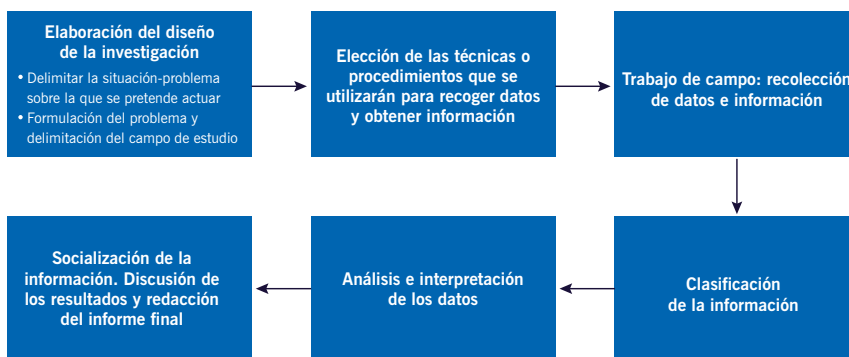 Elaboración del diseño
de la investigación
• Delimitar la situación-problema
sobre la que se pretende actuar
• Formulación del problema y
delimitación del campo de estudio
Elección de las técnicas o
procedimientos que se
utilizarán para recoger datos
y obtener información
Trabajo de campo: recolección
de datos e información
Clasificación
de la información
Análisis e interpretación
de los datos
Socialización de la
información. Discusión de
los resultados y redacción
del informe final